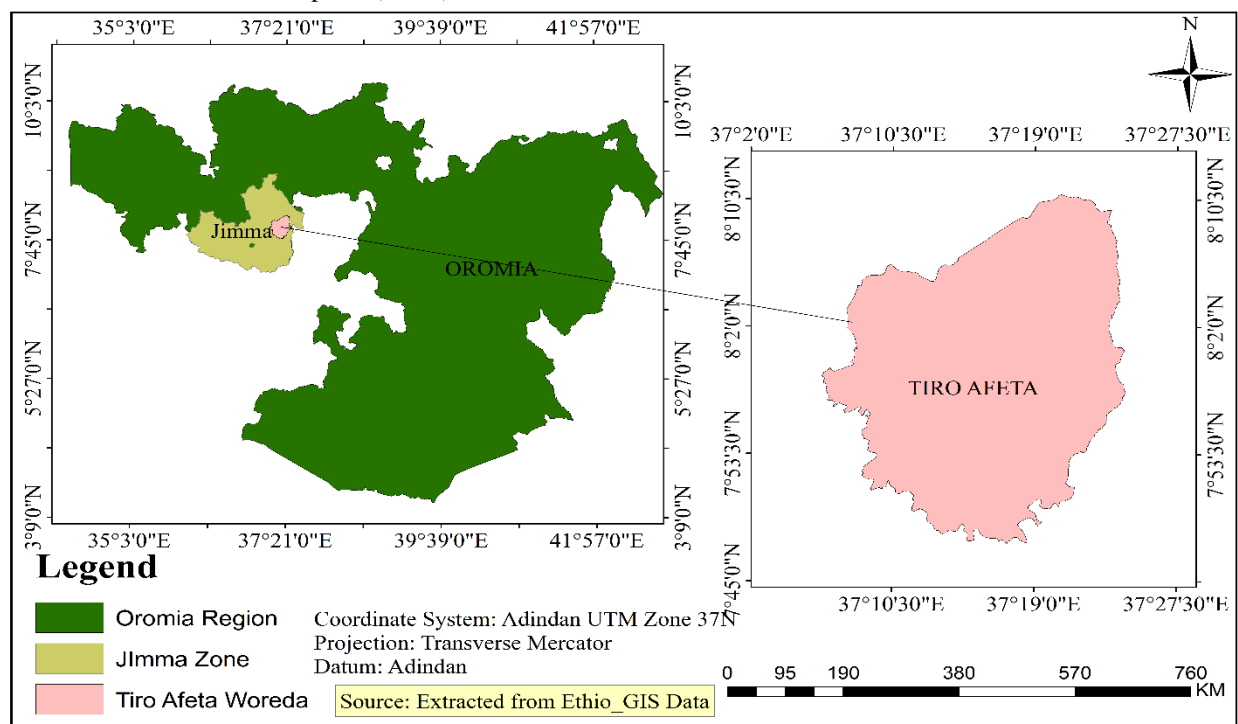 35°3'0"E 37°21'0"E 39°39'0"E 41°57'0"E
N
10°3'0"N
10°3'0"N
7°45'0"N
7°45'0"N
5°27'0"N
5°27'0"N
3°9'0"N
3°9'0"N
Jimma
OROMIA
35°3'0"E 37°21'0"E 39°39'0"E 41°57'0"E
37°2'0"E 37°10'30"E 37°19'0"E 37°27'30"E
8°10'30"N
8°10'30"N
8°2'0"N
8°2'0"N
7°53'30"N
7°53'30"N
7°45'0"N
TIRO AFETA
37°10'30"E 37°19'0"E 37°27'30"E
Legend
Oromia Region
JImma Zone
Tiro Afeta Woreda
Coordinate System: Adindan UTM Zone 37N
Projection: Transverse Mercator
Datum: Adindan
Source: Extracted from Ethio_GIS Data
0 95 190 380 570 760
KM